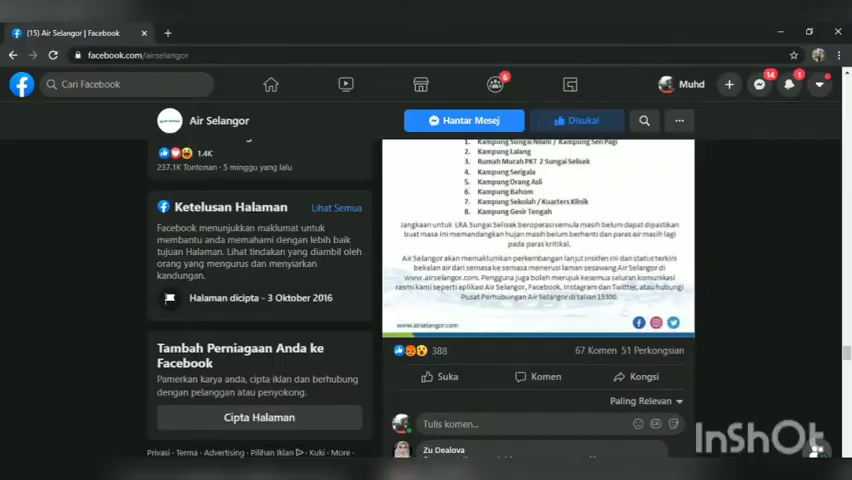 (15) Air Selangor | Facebook
facebook.com/airselangor
Cari Facebook
6
Muhd
14
1
Air Selangor
Hantar Mesej
Disukai
1.4K
237.1K Tontonan · 5 minggu yang lalu
Ketelusan Halaman
Lihat Semua
Facebook menunjukkan maklumat untuk
membantu anda memahami dengan lebih baik
tujuan Halaman. Lihat tindakan yang diambil oleh
orang yang mengurus dan menyiarkan
kandungan.
Halaman dicipta - 3 Oktober 2016
Tambah Perniagaan Anda ke
Facebook
Pamerkan karya anda, cipta iklan dan berhubung
dengan pelanggan atau penyokong.
Cipta Halaman
Privasi · Terma · Advertising · Pilihan Iklan · Kuki · More ·
1. Kampung Sungai Nilam / Kampung Seri Pagi
2. Kampung Lalang
3. Rumah Murah PKT 2 Sungai Selisek
4. Kampung Serigala
5. Kampung Orang Asli
6. Kampung Bahom
7. Kampung Sekolah / Kuarters Klinik
8. Kampung Gesir Tengah
Jangkaan untuk LRA Sungai Selisek beroperasi semula masih belum dapat dipastikan
buat masa ini memandangkan hujan masih belum berhenti dan paras air masih lagi
pada paras kritikal.
Air Selangor akan memaklumkan perkembangan lanjut insiden ini dan status terkini
bekalan air dari semasa ke semasa menerusi laman sesawang Air Selangor di
www.airselangor.com. Pengguna juga boleh merujuk kesemua saluran komunikasi
rasmi kami seperti aplikasi Air Selangor, Facebook, Instagram dan Twitter, atau hubungi
Pusat Perhubungan Air Selangor di talian 15300.
www.airselangor.com
388
67 Komen 51 Perkongsian
Suka
Komen
Kongsi
Paling Relevan
Tulis komen...
Zu Dealova
InShOt